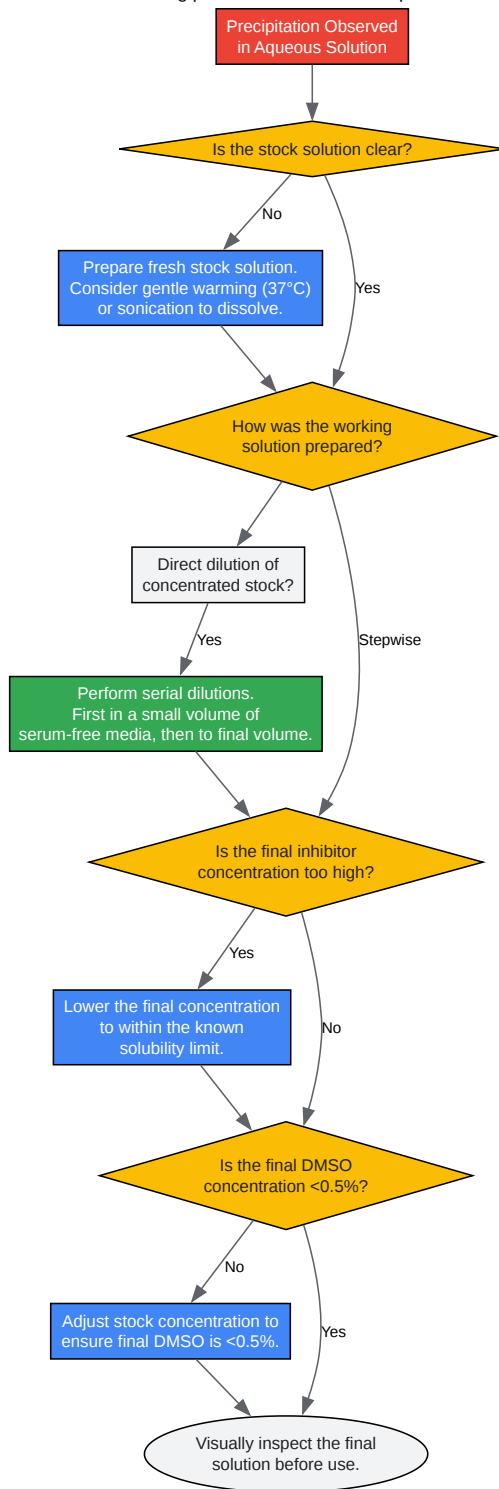 Precipitation Observed
in Aqueous Solution
Is the stock solution clear?
No
Yes
Prepare fresh stock solution.
Consider gentle warming (37°C)
or sonication to dissolve.
How was the working
solution prepared?
Direct dilution of
concentrated stock?
Stepwise
Yes
Perform serial dilutions.
First in a small volume of
serum-free media, then to final volume.
Is the final inhibitor
concentration too high?
Yes
No
Lower the final concentration
to within the known
solubility limit.
Is the final DMSO
concentration <0.5%?
No
Yes
Adjust stock concentration to
ensure final DMSO is <0.5%.
Visually inspect the final
solution before use.